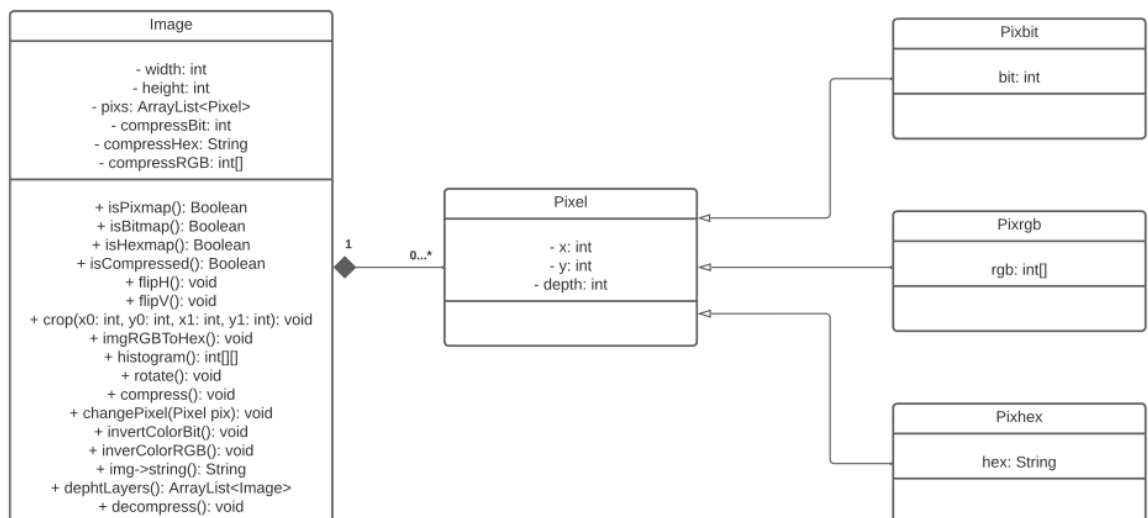 Image
- width: int
- height: int
- pixs: ArrayList<Pixel>
- compressBit: int
- compressHex: String
- compressRGB: int[]
+ isPixmap(): Boolean
+ isBitmap(): Boolean
+ isHexmap(): Boolean
+ isCompressed(): Boolean
+ flipH(): void
+ flipV(): void
+ crop(x0: int, y0: int, x1: int, y1: int): void
+ imgRGBToHex(): void
+ histogram(): int[][]
+ rotate(): void
+ compress(): void
+ changePixel(Pixel pix): void
+ invertColorBit(): void
+ inverColorRGB(): void
+ img->string(): String
+ dephtLayers(): ArrayList<Image>
+ decompress(): void
1
0...*
Pixel
- x: int
- y: int
- depth: int
Pixbit
bit: int
Pixrgb
rgb: int[]
Pixhex
hex: String